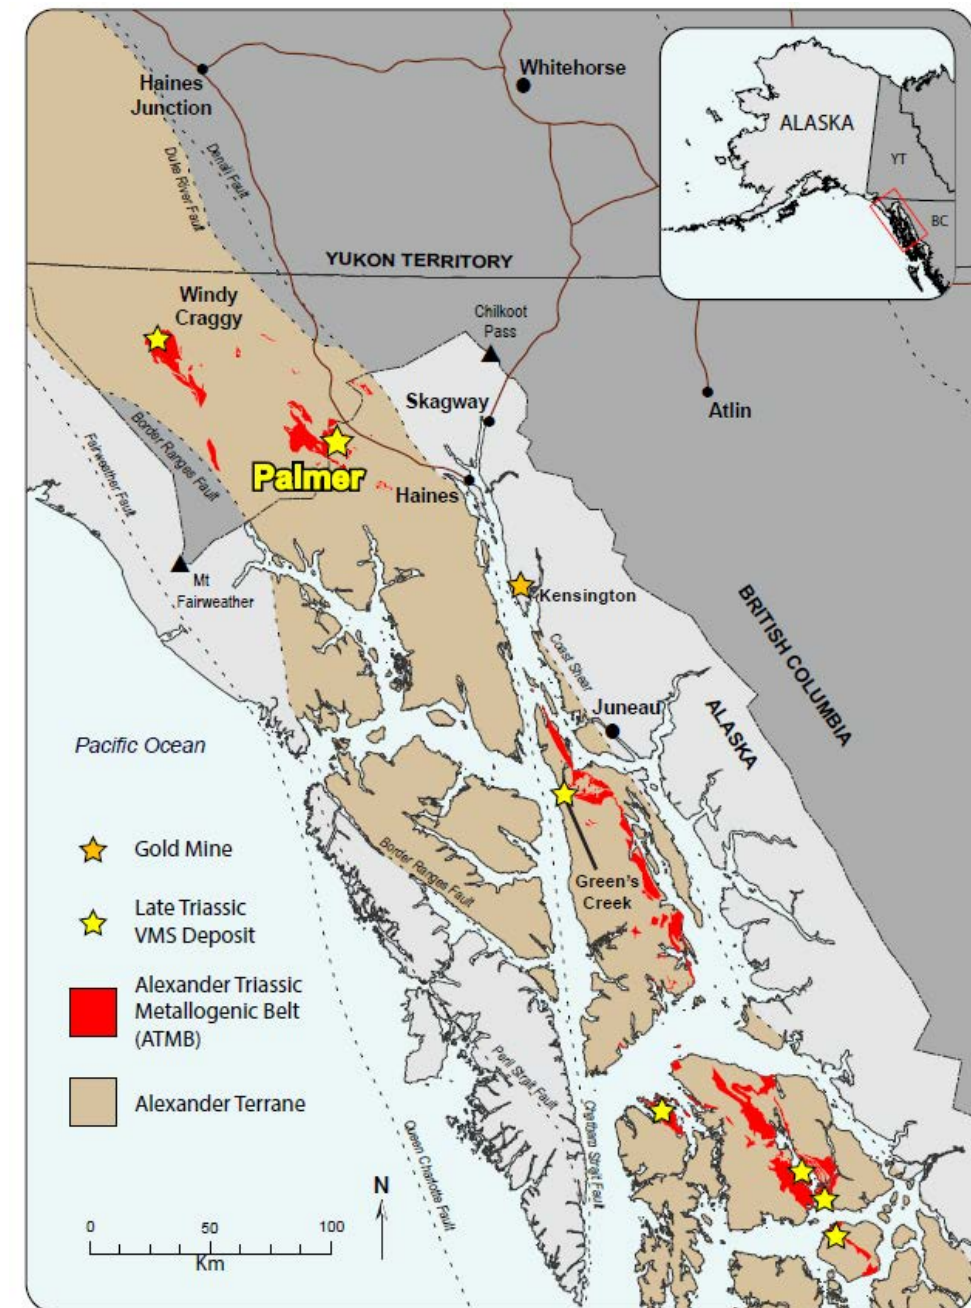 Haines
Junction
Whitehorse
ALASKA
YT
BC
Denali Fault
Duke River Fault
YUKON TERRITORY
Windy
Craggy
Chilkoot
Pass
Skagway
Atlin
Border Ranges Fault
Fairweather Fault
Palmer
Haines
Mt
Fairweather
Kensington
Coast Shear
BRITISH COLUMBIA
ALASKA
Juneau
Pacific Ocean
Gold Mine
Border Ranges Fault
Green's
Creek
Late Triassic
VMS Deposit
Alexander Triassic
Metallogenic Belt
(ATMB)
Peril Strait Fault
Alexander Terrane
Chatham Strait Fault
Queen Charlotte Fault
N
0 50 100
Km